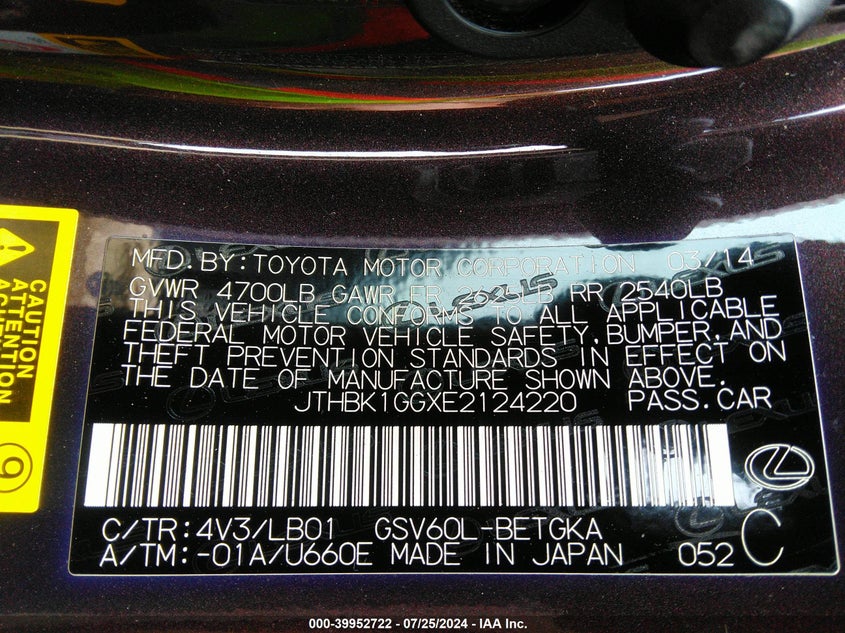 MFD.BY:TOYOTA MOTOR CORPORATION 03/14
GVWR 4700LB GAWR FR LB RR 2540LB
THIS VEHICLE CONFORMS TO ALL APPLICABLE
FEDERAL MOTOR VEHICLE SAFETY,BUMPER,AND
THEFT PREVENTION STANDARDS IN EFFECT ON
THE DATE OF MANUFACTURE SHOWN ABOVE.
JTHBK1GGXE2124220 PASS.CAR
C/TR:4V3/LB01 GSV60L-BETGKA
A/TM:-01A/U660E MADE IN JAPAN 052 C
CAUTION
ATTENTION
LEXUS
000-39952722 - 07/25/2024 - IAA Inc.